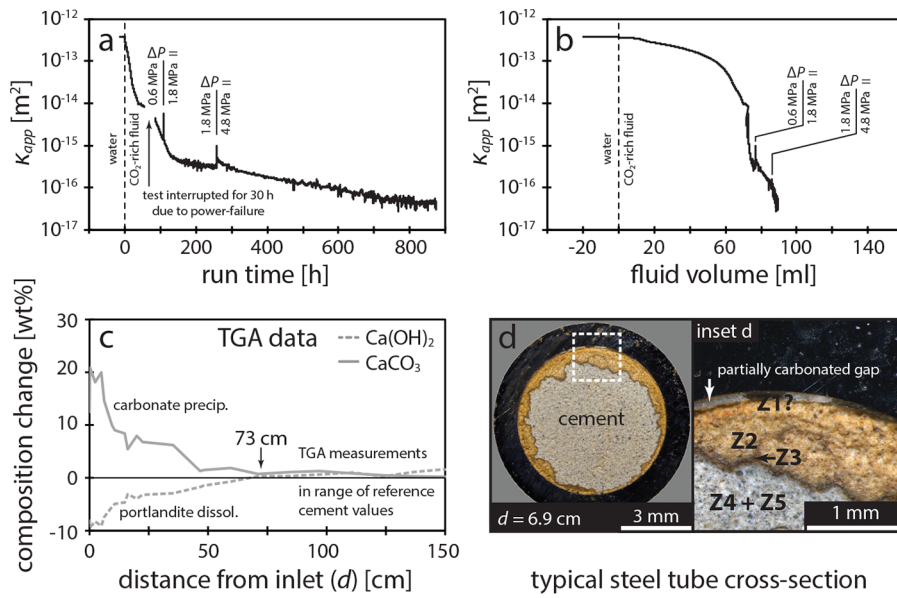 a
10-12
10-13
10-14
10-15
10-16
10-17
Kapp [m2]
water
CO2-rich fluid
0.6 MPa
ΔP =
1.8 MPa
1.8 MPa
ΔP =
4.8 MPa
test interrupted for 30 h
due to power-failure
0 200 400 600 800
run time [h]
b
10-12
10-13
10-14
10-15
10-16
10-17
Kapp [m2]
water
CO2-rich fluid
0.6 MPa
ΔP =
1.8 MPa
1.8 MPa
ΔP =
4.8 MPa
-20 0 20 60 100 140
fluid volume [ml]
c
TGA data
Ca(OH)2
CaCO3
30
20
10
0
-10
composition change [wt%]
carbonate precip.
73 cm
TGA measurements
in range of reference
cement values
portlandite dissol.
0 25 50 75 100 125 150
distance from inlet (d) [cm]
d
cement
d = 6.9 cm
3 mm
inset d
partially carbonated gap
Z1?
Z2
Z3
Z4 + Z5
1 mm
typical steel tube cross-section